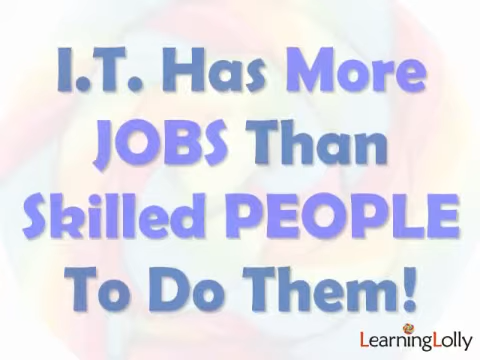 I.T. Has More
JOBS Than
Skilled PEOPLE
To Do Them!
LearningLolly